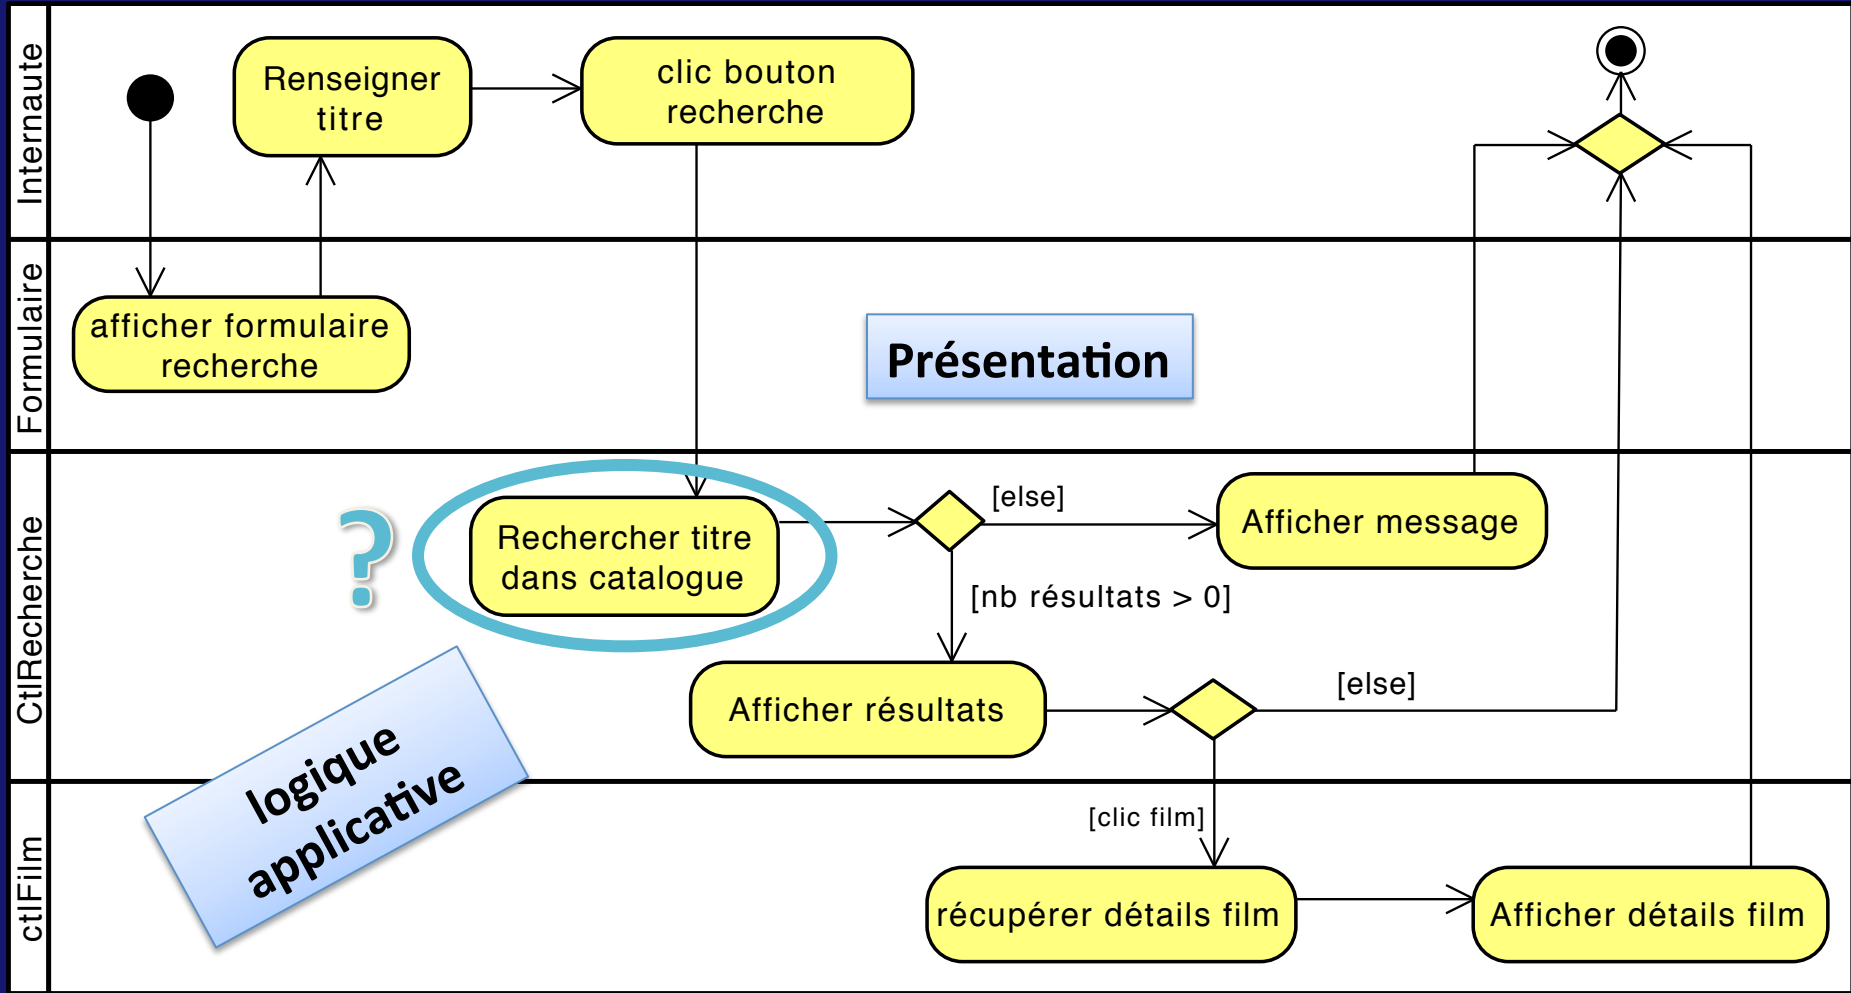 Internaute
Renseigner
titre
clic bouton
recherche
Formulaire
afficher formulaire
recherche
Présentation
CtlRecherche
?
Rechercher titre
dans catalogue
[else]
Afficher message
[nb résultats > 0]
Afficher résultats
[else]
logique
applicative
ctlFilm
[clic film]
récupérer détails film
Afficher détails film